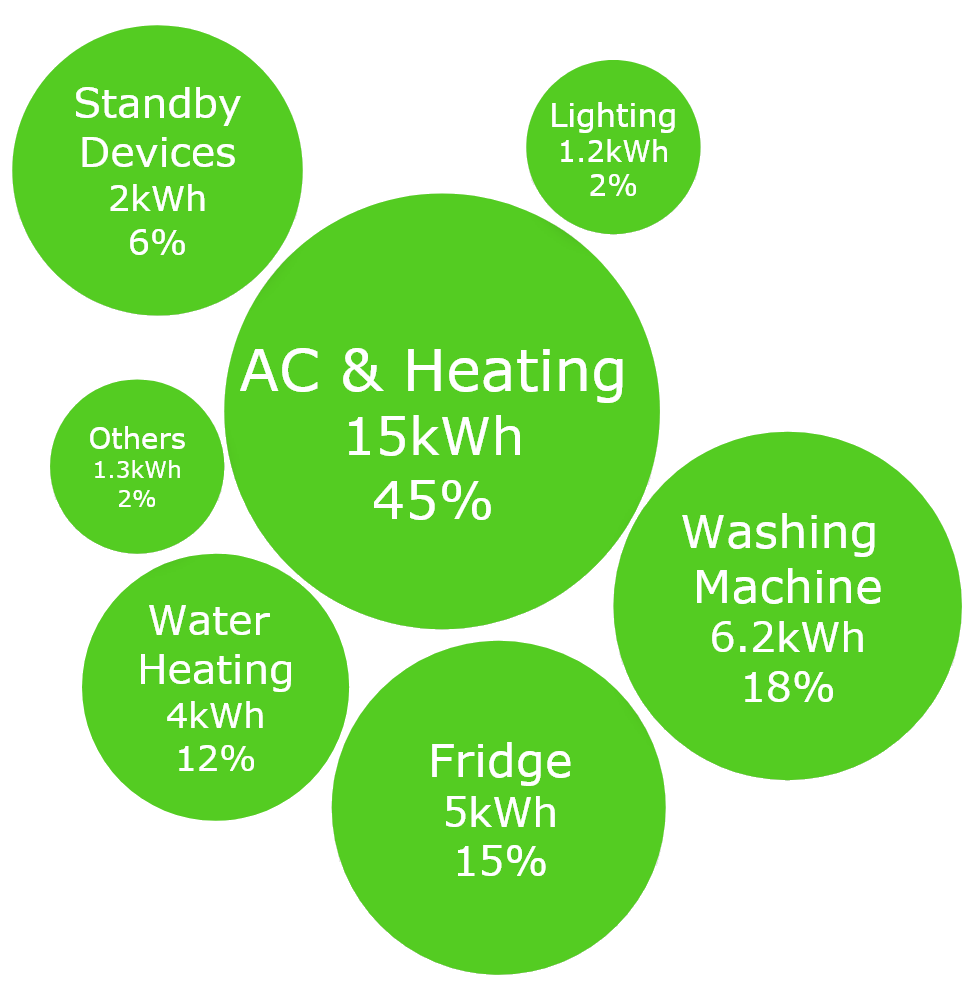 Standby
Devices
2kWh
6%
Lighting
1.2kWh
2%
AC & Heating
15kWh
45%
Others
1.3kWh
2%
Washing
Machine
6.2kWh
18%
Water
Heating
4kWh
12%
Fridge
5kWh
15%